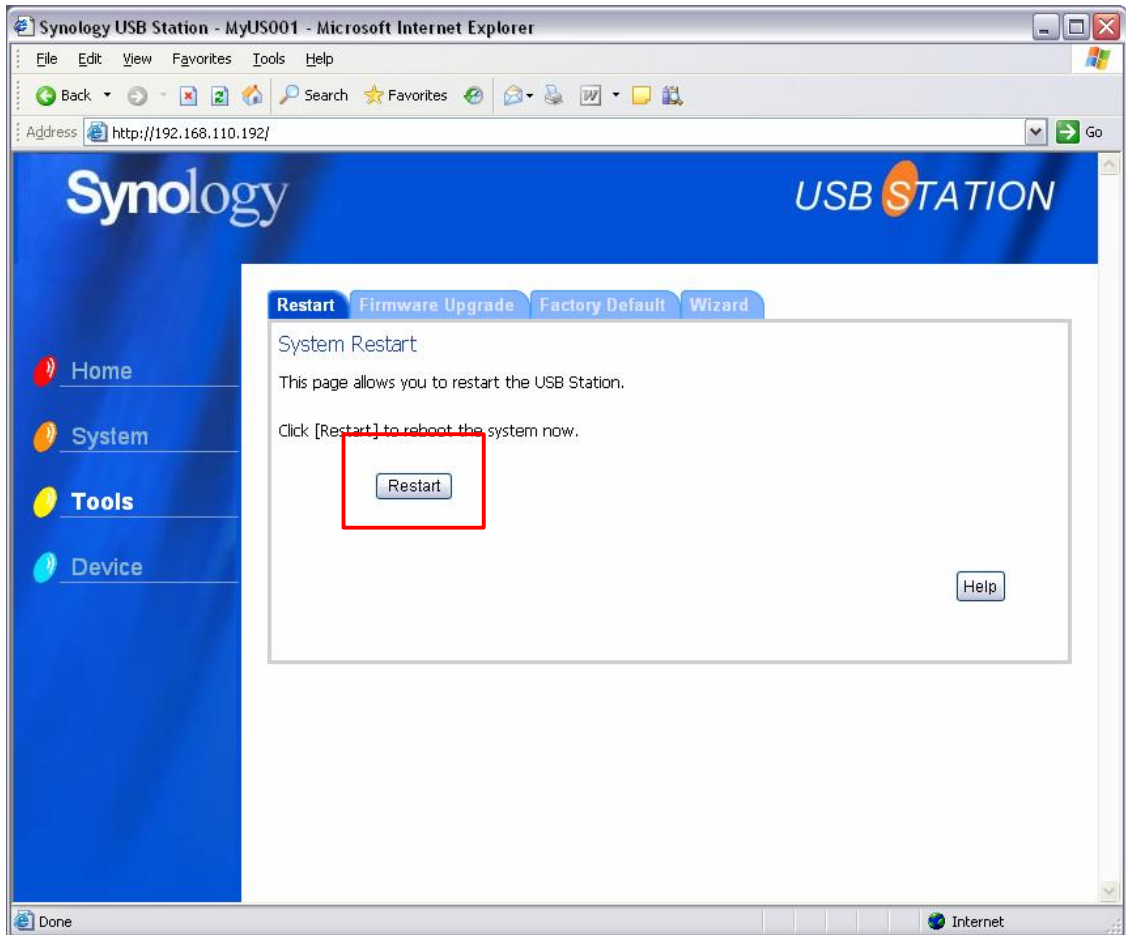 Synology USB Station - MyUS001 - Microsoft Internet Explorer
File Edit View Favorites Tools Help
Back Search Favorites
Address http://192.168.110.192/ Go
Synology USB STATION
Restart Firmware Upgrade Factory Default Wizard
System Restart
Home
This page allows you to restart the USB Station.
System
Click [Restart] to reboot the system now.
Restart
Tools
Device
Help
Done Internet